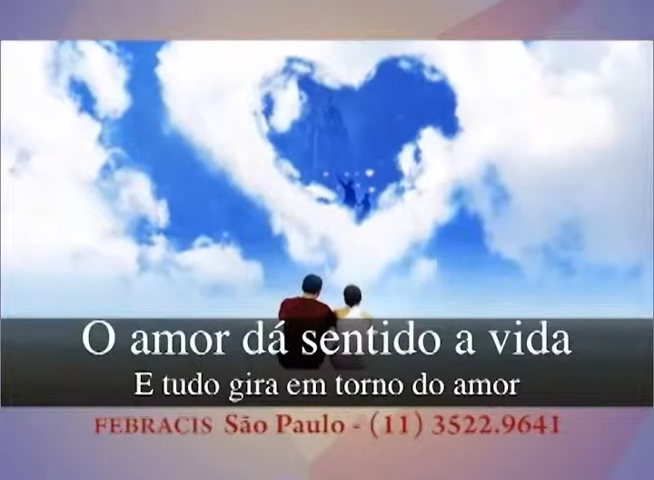 O amor dá sentido a vida
E tudo gira em torno do amor
FEBRACIS São Paulo - (11) 3522.9641